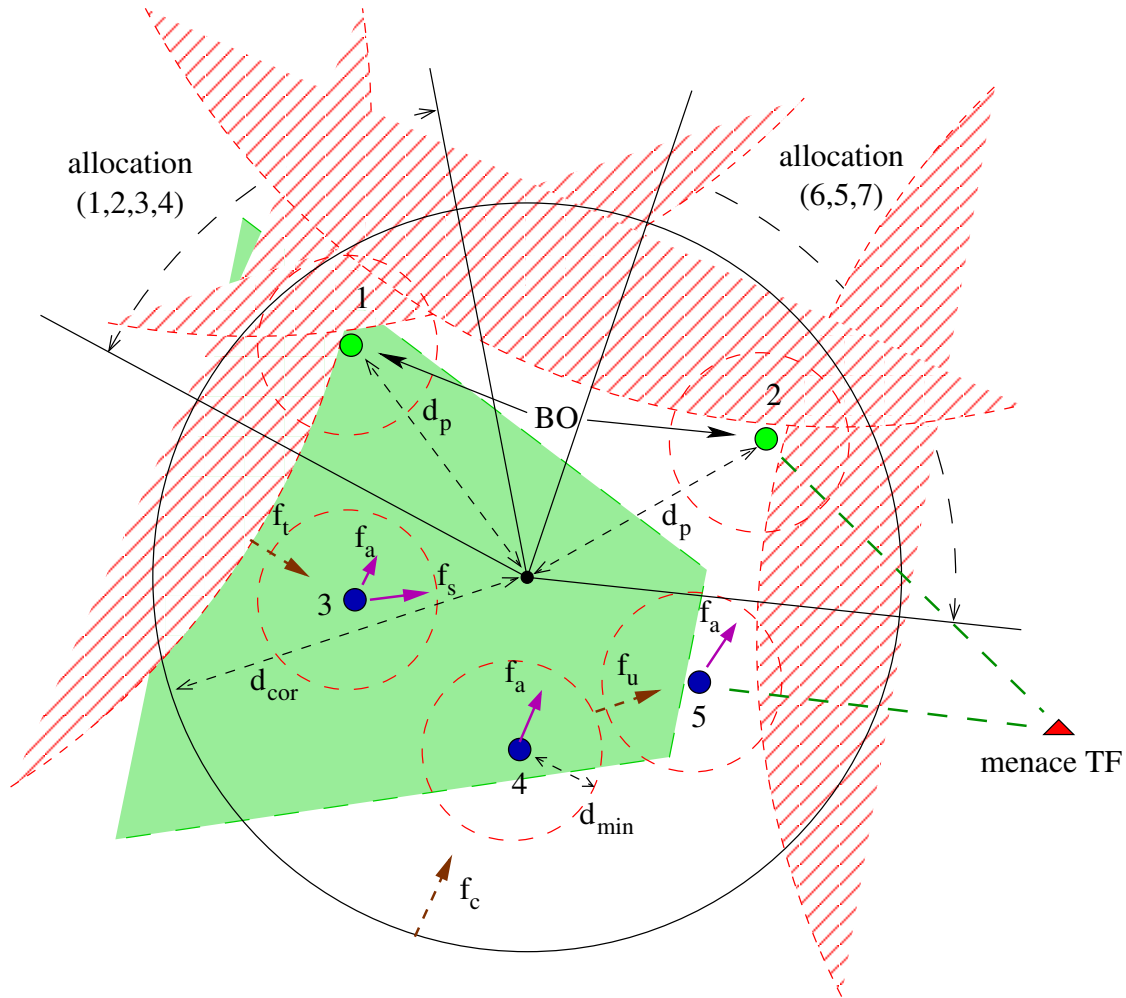 allocation
(1,2,3,4)
allocation
(6,5,7)
1
2
BO
d_p
d_p
f_t
f_a
f_s
3
f_a
d_cor
f_a
f_u
5
4
menace TF
d_min
f_c